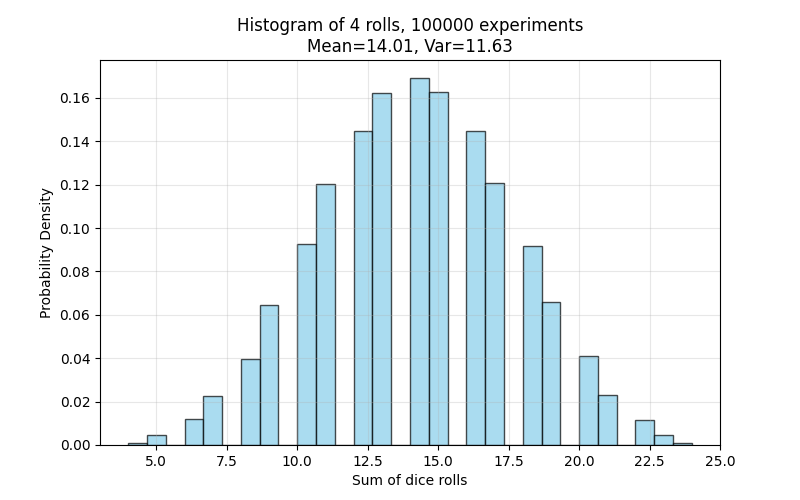 Histogram of 4 rolls, 100000 experiments
Mean=14.01, Var=11.63
Probability Density
0.16
0.14
0.12
0.10
0.08
0.06
0.04
0.02
0.00
5.0 7.5 10.0 12.5 15.0 17.5 20.0 22.5 25.0
Sum of dice rolls